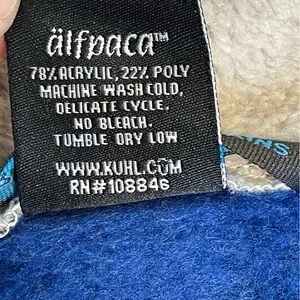 älfpaca™
78% ACRYLIC, 22% POLY
MACHINE WASH COLD,
DELICATE CYCLE.
NO BLEACH.
TUMBLE DRY LOW
WWW.KUHL.COM
RN#108846